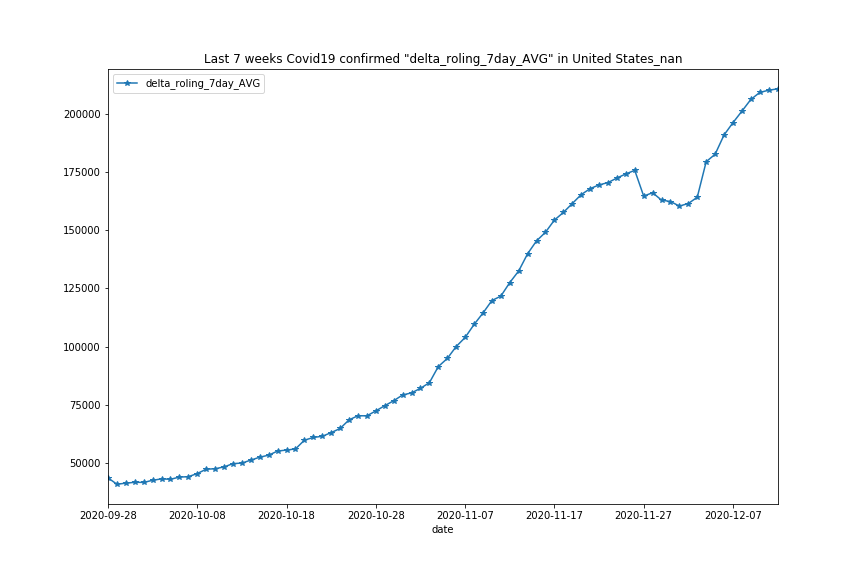 Last 7 weeks Covid19 confirmed "delta_roling_7day_AVG" in United States_nan
delta_roling_7day_AVG
200000
175000
150000
125000
100000
75000
50000
2020-09-28 2020-10-08 2020-10-18 2020-10-28 2020-11-07 2020-11-17 2020-11-27 2020-12-07
date